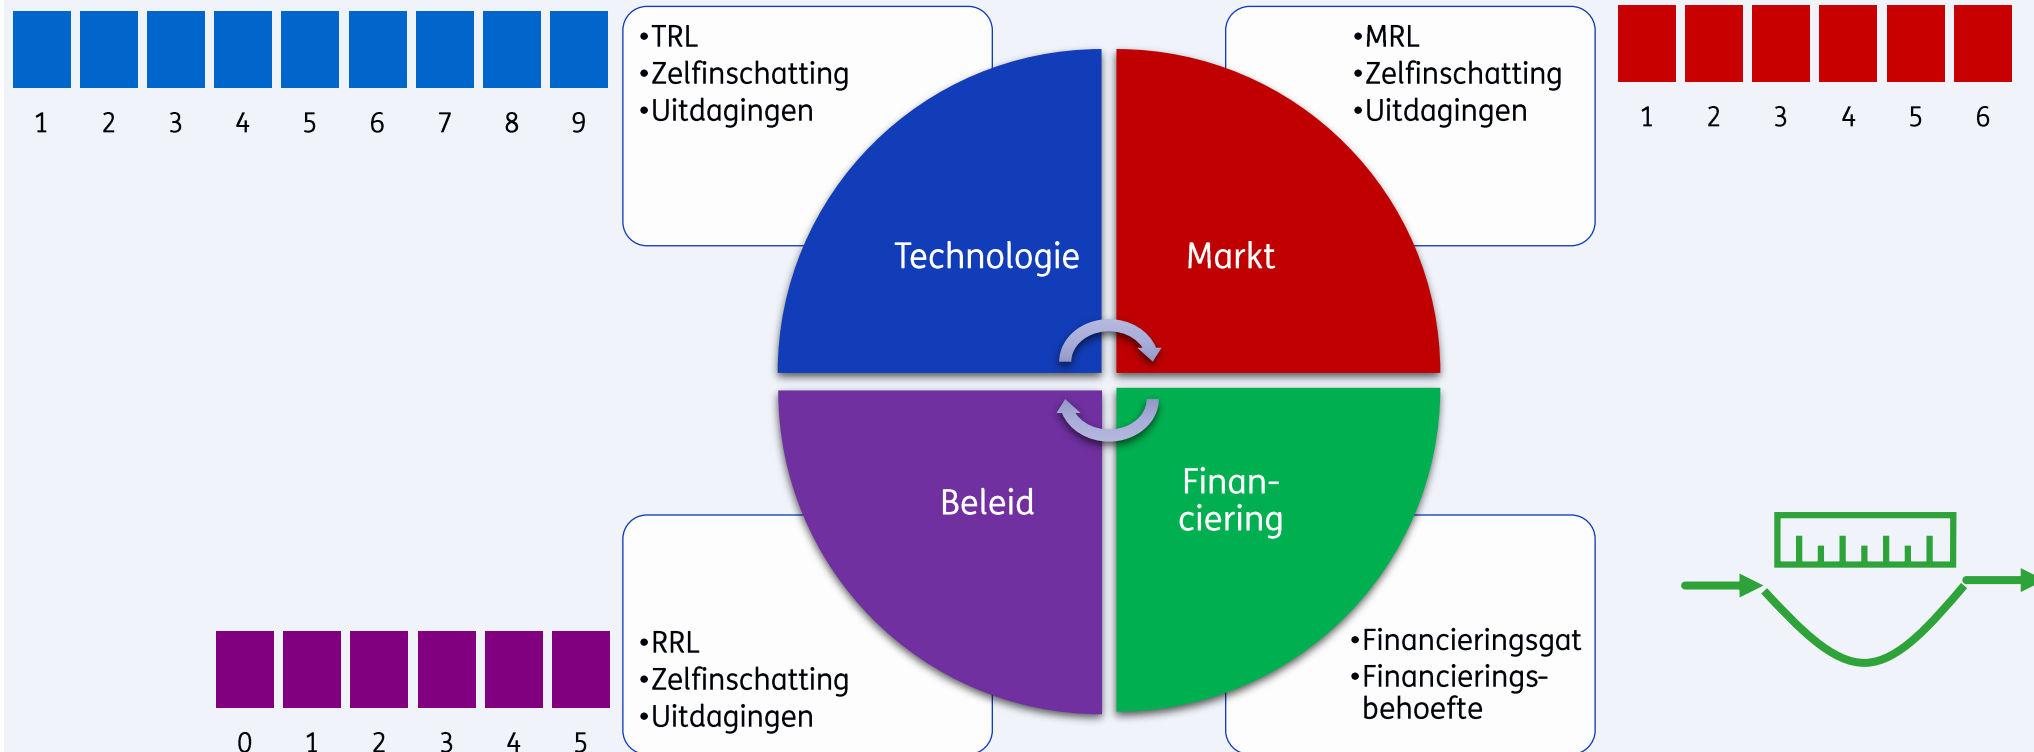 1 2 3 4 5 6 7 8 9
•TRL
•Zelfinschatting
•Uitdagingen
•MRL
•Zelfinschatting
•Uitdagingen
1 2 3 4 5 6
Technologie
Markt
Beleid
Finan-
ciering
•RRL
•Zelfinschatting
•Uitdagingen
0 1 2 3 4 5
•Financieringsgat
•Financierings-
behoefte